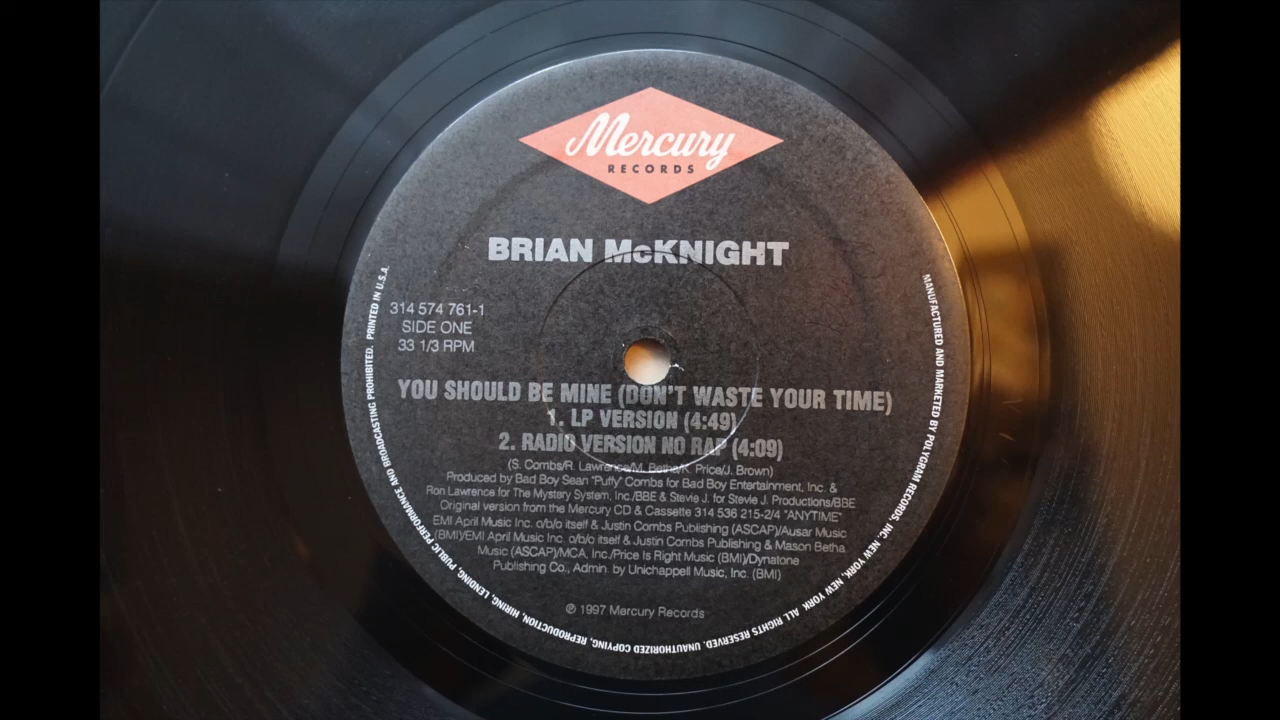 Mercury
RECORDS
BRIAN McKNIGHT
314 574 761-1
SIDE ONE
33 1/3 RPM
YOU SHOULD BE MINE (DON'T WASTE YOUR TIME)
1. LP VERSION (4:49)
2. RADIO VERSION NO RAP (4:09)
(S. Combs/R. Lawrence/M. Betha/K. Price/J. Brown)
Produced by Bad Boy Sean "Puffy" Combs for Bad Boy Entertainment, Inc. &
Ron Lawrence for The Mystery System, Inc./BBE & Stevie J. for Stevie J. Productions/BBE
Original version from the Mercury CD & Cassette 314 536 215-2/4 "ANYTIME"
EMI April Music Inc. o/b/o itself & Justin Combs Publishing (ASCAP)/Ausar Music
(BMI)/EMI April Music Inc. o/b/o itself & Justin Combs Publishing & Mason Betha
Music (ASCAP)/MCA, Inc./Price Is Right Music (BMI)/Dynatone
Publishing Co., Admin. by Unichappell Music, Inc. (BMI)
℗ 1997 Mercury Records
MANUFACTURED AND MARKETED BY POLYGRAM RECORDS, INC. NEW YORK, NEW YORK. ALL RIGHTS RESERVED. UNAUTHORIZED COPYING, REPRODUCTION, HIRING, LENDING, PUBLIC PERFORMANCE AND BROADCASTING PROHIBITED. PRINTED IN U.S.A.